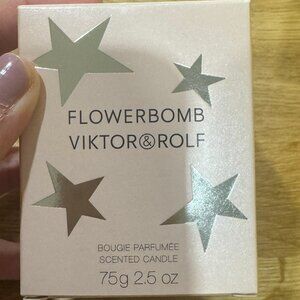 FLOWERBOMB
VIKTOR&ROLF
BOUGIE PARFUMÉE
SCENTED CANDLE
75g 2.5 oz